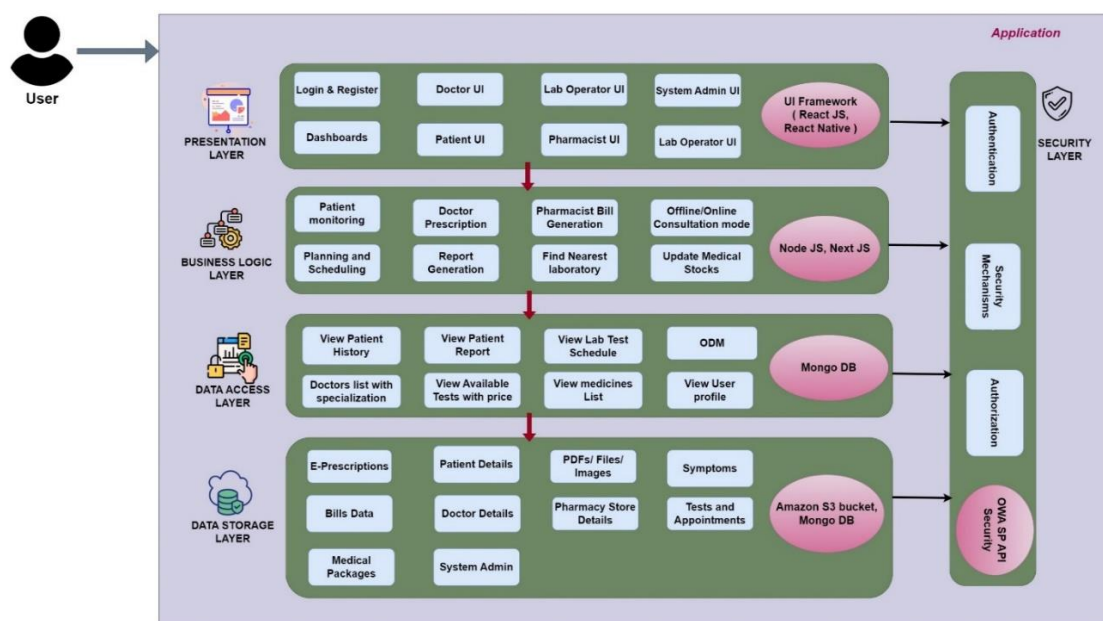 Application
User
PRESENTATION
LAYER
Login & Register
Doctor UI
Lab Operator UI
System Admin UI
Dashboards
Patient UI
Pharmacist UI
Lab Operator UI
UI Framework
( React JS,
React Native )
BUSINESS LOGIC
LAYER
Patient
monitoring
Doctor
Prescription
Pharmacist Bill
Generation
Offline/Online
Consultation mode
Planning and
Scheduling
Report
Generation
Find Nearest
laboratory
Update Medical
Stocks
Node JS, Next JS
DATA ACCESS
LAYER
View Patient
History
View Patient
Report
View Lab Test
Schedule
ODM
Doctors list with
specialization
View Available
Tests with price
View medicines
List
View User
profile
Mongo DB
DATA STORAGE
LAYER
E-Prescriptions
Patient Details
PDFs/ Files/
Images
Symptoms
Bills Data
Doctor Details
Pharmacy Store
Details
Tests and
Appointments
Medical
Packages
System Admin
Amazon S3 bucket,
Mongo DB
SECURITY
LAYER
Authentication
Security
Mechanisms
Authorization
OWA SP API
Security